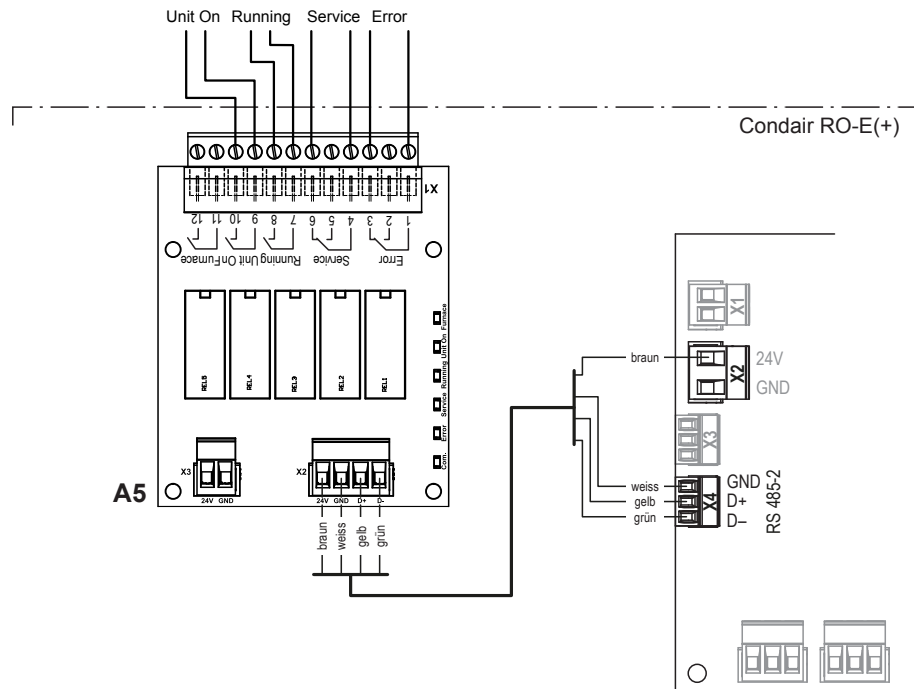 Unit On Running Service Error
Condair RO-E(+)
X1
12 11 10 9 8 7 6 5 4 3 2 1
Furnace Unit On Running Service Error
REL5 REL4 REL3 REL2 REL1
Furnace
Unit On
Running
Service
Error
Com.
A5
X3
24V GND
X2
24V GND D+ D-
braun
weiss
gelb
grün
braun
weiss
gelb
grün
X1
X2
24V
GND
X3
X4
GND
D+
D–
RS 485-2